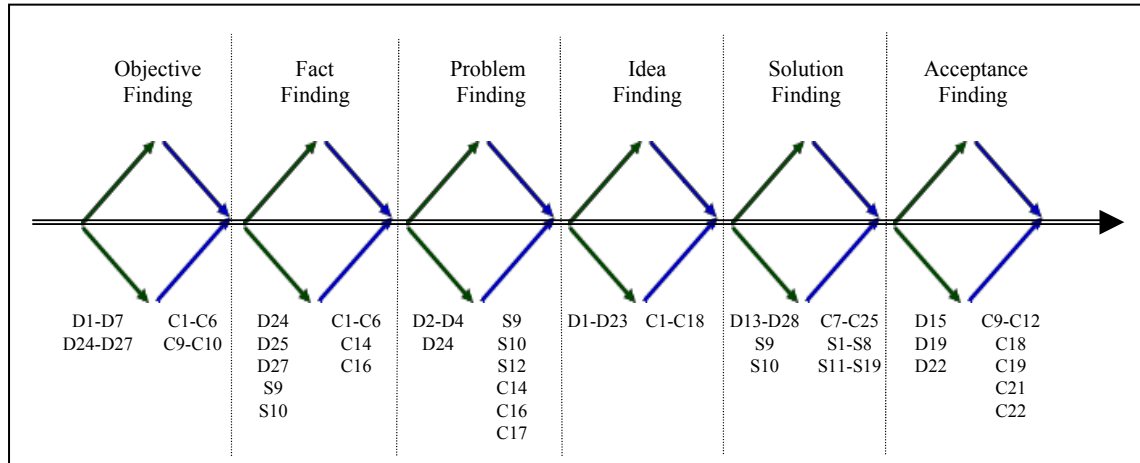 Objective
Finding
Fact
Finding
Problem
Finding
Idea
Finding
Solution
Finding
Acceptance
Finding
D1-D7
D24-D27
C1-C6
C9-C10
D24
D25
D27
S9
S10
C1-C6
C14
C16
D2-D4
D24
S9
S10
S12
C14
C16
C17
D1-D23
C1-C18
D13-D28
S9
S10
C7-C25
S1-S8
S11-S19
D15
D19
D22
C9-C12
C18
C19
C21
C22